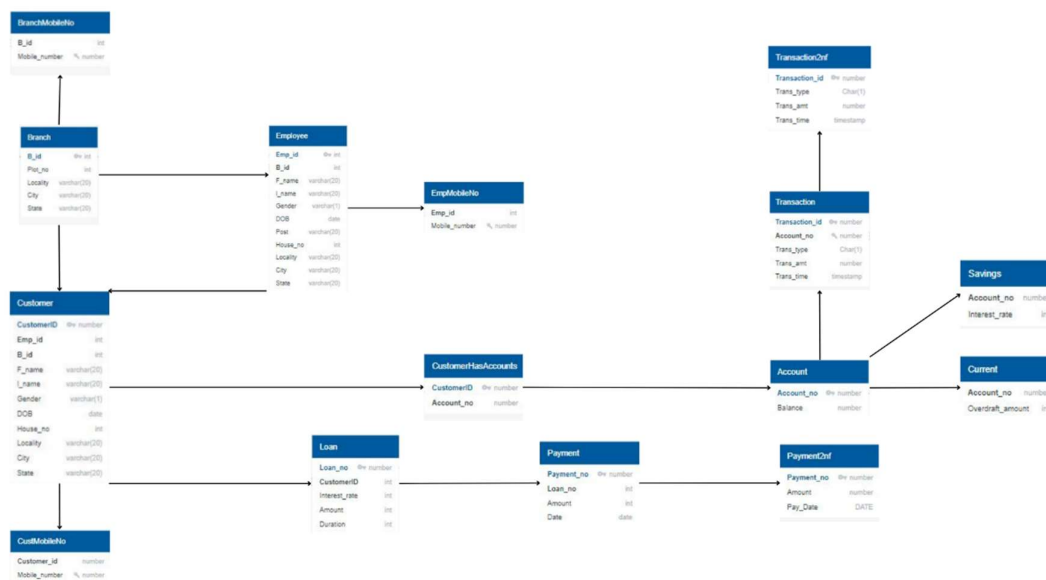 BranchMobileNo
B_id int
Mobile_number number
Branch
B_id int
Plot_no int
Locality varchar(20)
City varchar(20)
State varchar(20)
Employee
Emp_id int
B_id int
F_name varchar(20)
l_name varchar(20)
Gender varchar(1)
DOB date
Post varchar(20)
House_no int
Locality varchar(20)
City varchar(20)
State varchar(20)
EmpMobileNo
Emp_id int
Mobile_number number
Transaction2nf
Transaction_id number
Trans_type Char(1)
Trans_amt number
Trans_time timestamp
Transaction
Transaction_id number
Account_no number
Trans_type Char(1)
Trans_amt number
Trans_time timestamp
Savings
Account_no number
Interest_rate
Customer
CustomerID number
Emp_id int
B_id int
F_name varchar(20)
l_name varchar(20)
Gender varchar(1)
DOB date
House_no int
Locality varchar(20)
City varchar(20)
State varchar(20)
CustomerHasAccounts
CustomerID number
Account_no number
Account
Account_no number
Balance number
Current
Account_no number
Overdraft_amount
Loan
Loan_no number
CustomerID int
Interest_rate int
Amount int
Duration int
Payment
Payment_no number
Loan_no int
Amount int
Date date
Payment2nf
Payment_no number
Amount number
Pay_Date DATE
CustMobileNo
Customer_id number
Mobile_number number